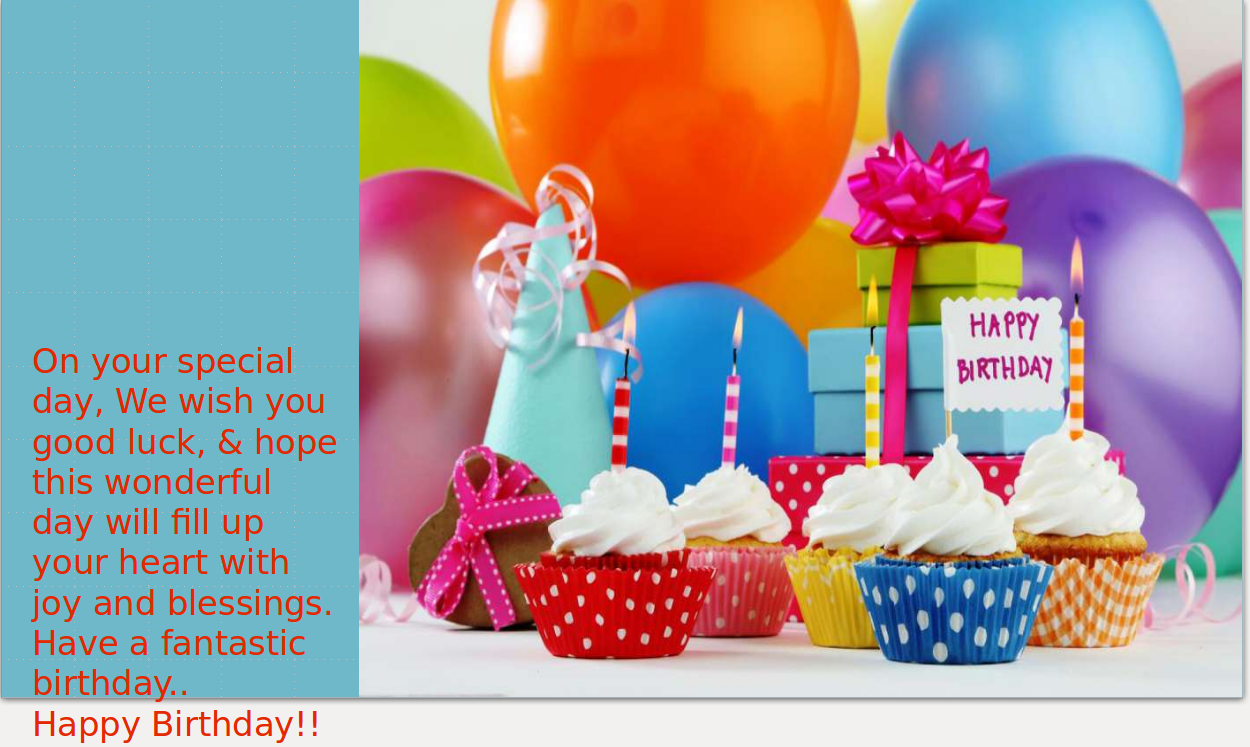 On your special
day, We wish you
good luck, & hope
this wonderful
day will fill up
your heart with
joy and blessings.
Have a fantastic
birthday..
Happy Birthday!!
HAPPY
BIRTHDAY